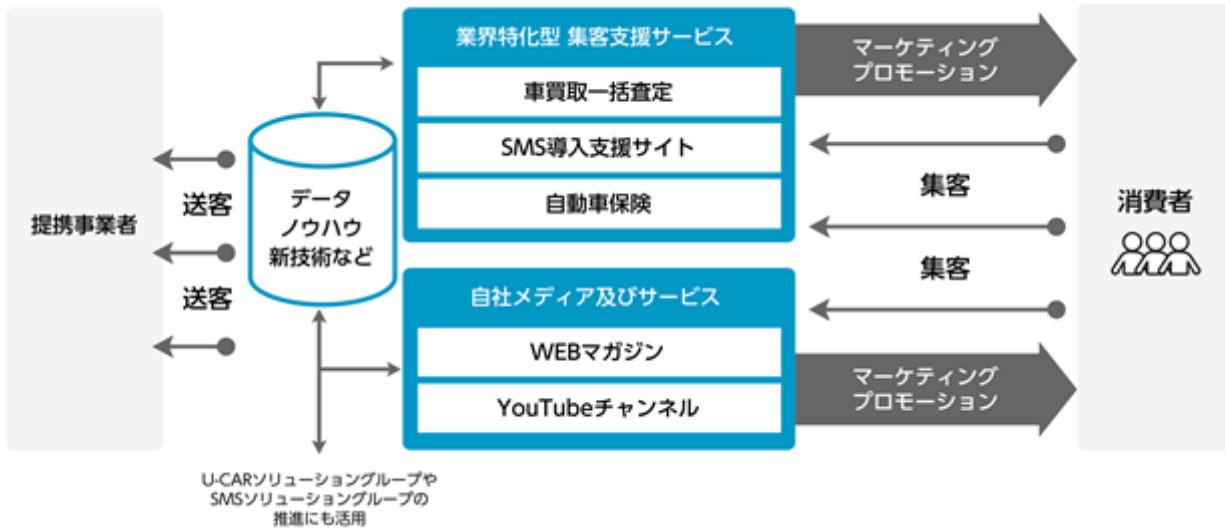 提携事業者
送客
送客
データ
ノウハウ
新技術など
U-CARソリューショングループや
SMSソリューショングループの
推進にも活用
業界特化型 集客支援サービス
車買取一括査定
SMS導入支援サイト
自動車保険
自社メディア及びサービス
WEBマガジン
YouTubeチャンネル
マーケティング
プロモーション
集客
集客
マーケティング
プロモーション
消費者